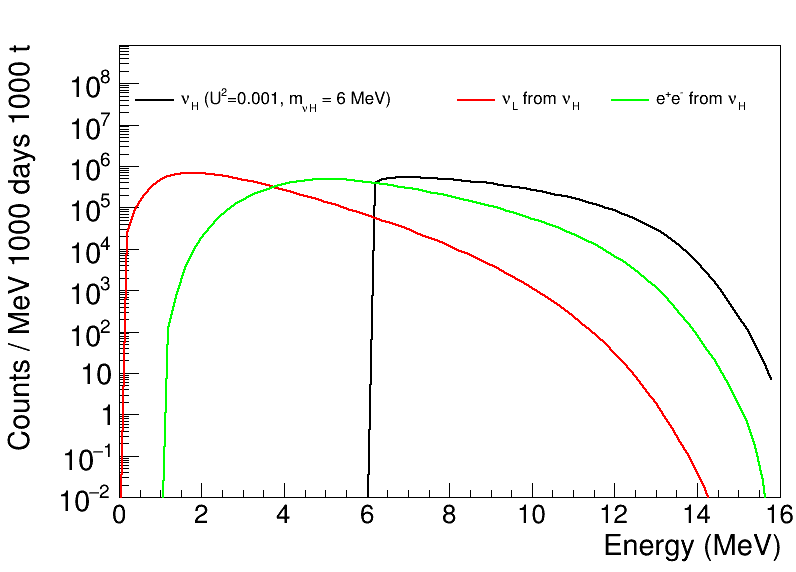 Counts / MeV 1000 days 1000 t
10⁸
10⁷
10⁶
10⁵
10⁴
10³
10²
10
1
10⁻¹
10⁻²
ν_H (U²=0.001, m_νH = 6 MeV)
ν_L from ν_H
e⁺e⁻ from ν_H
0 2 4 6 8 10 12 14 16
Energy (MeV)